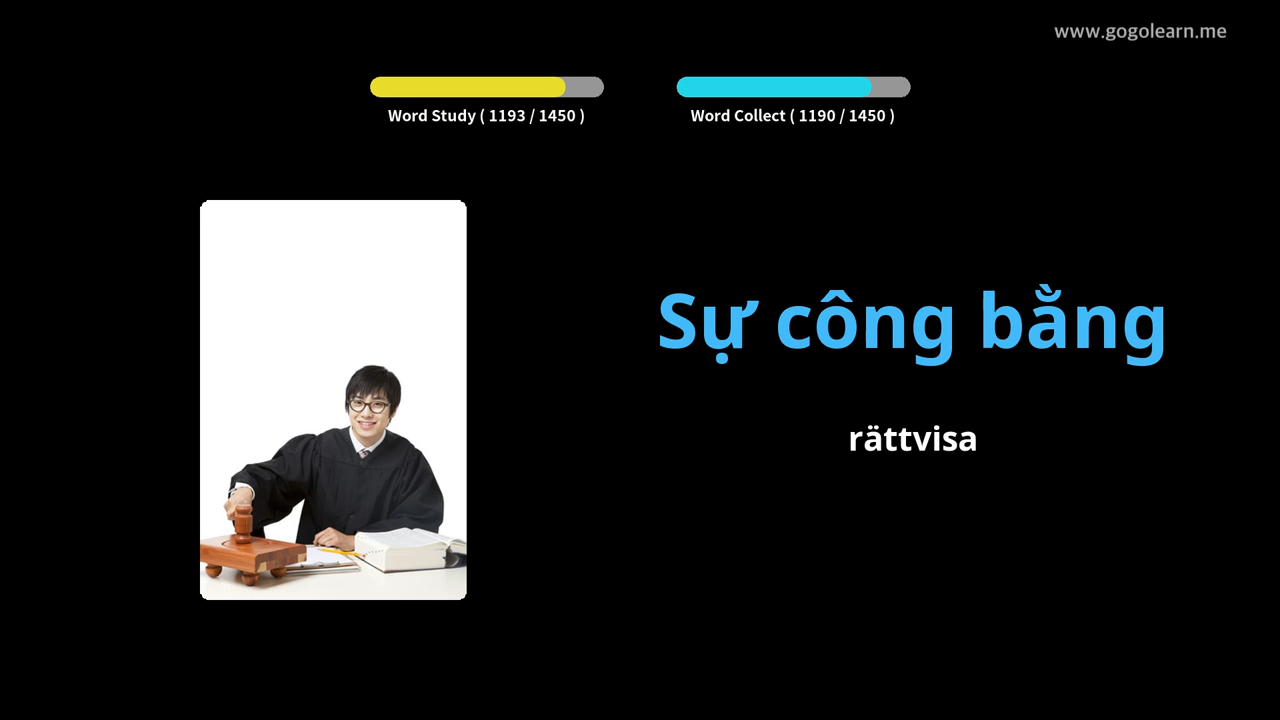 www.gogolearn.me
Word Study ( 1193 / 1450 )
Word Collect ( 1190 / 1450 )
Sự công bằng
rättvisa